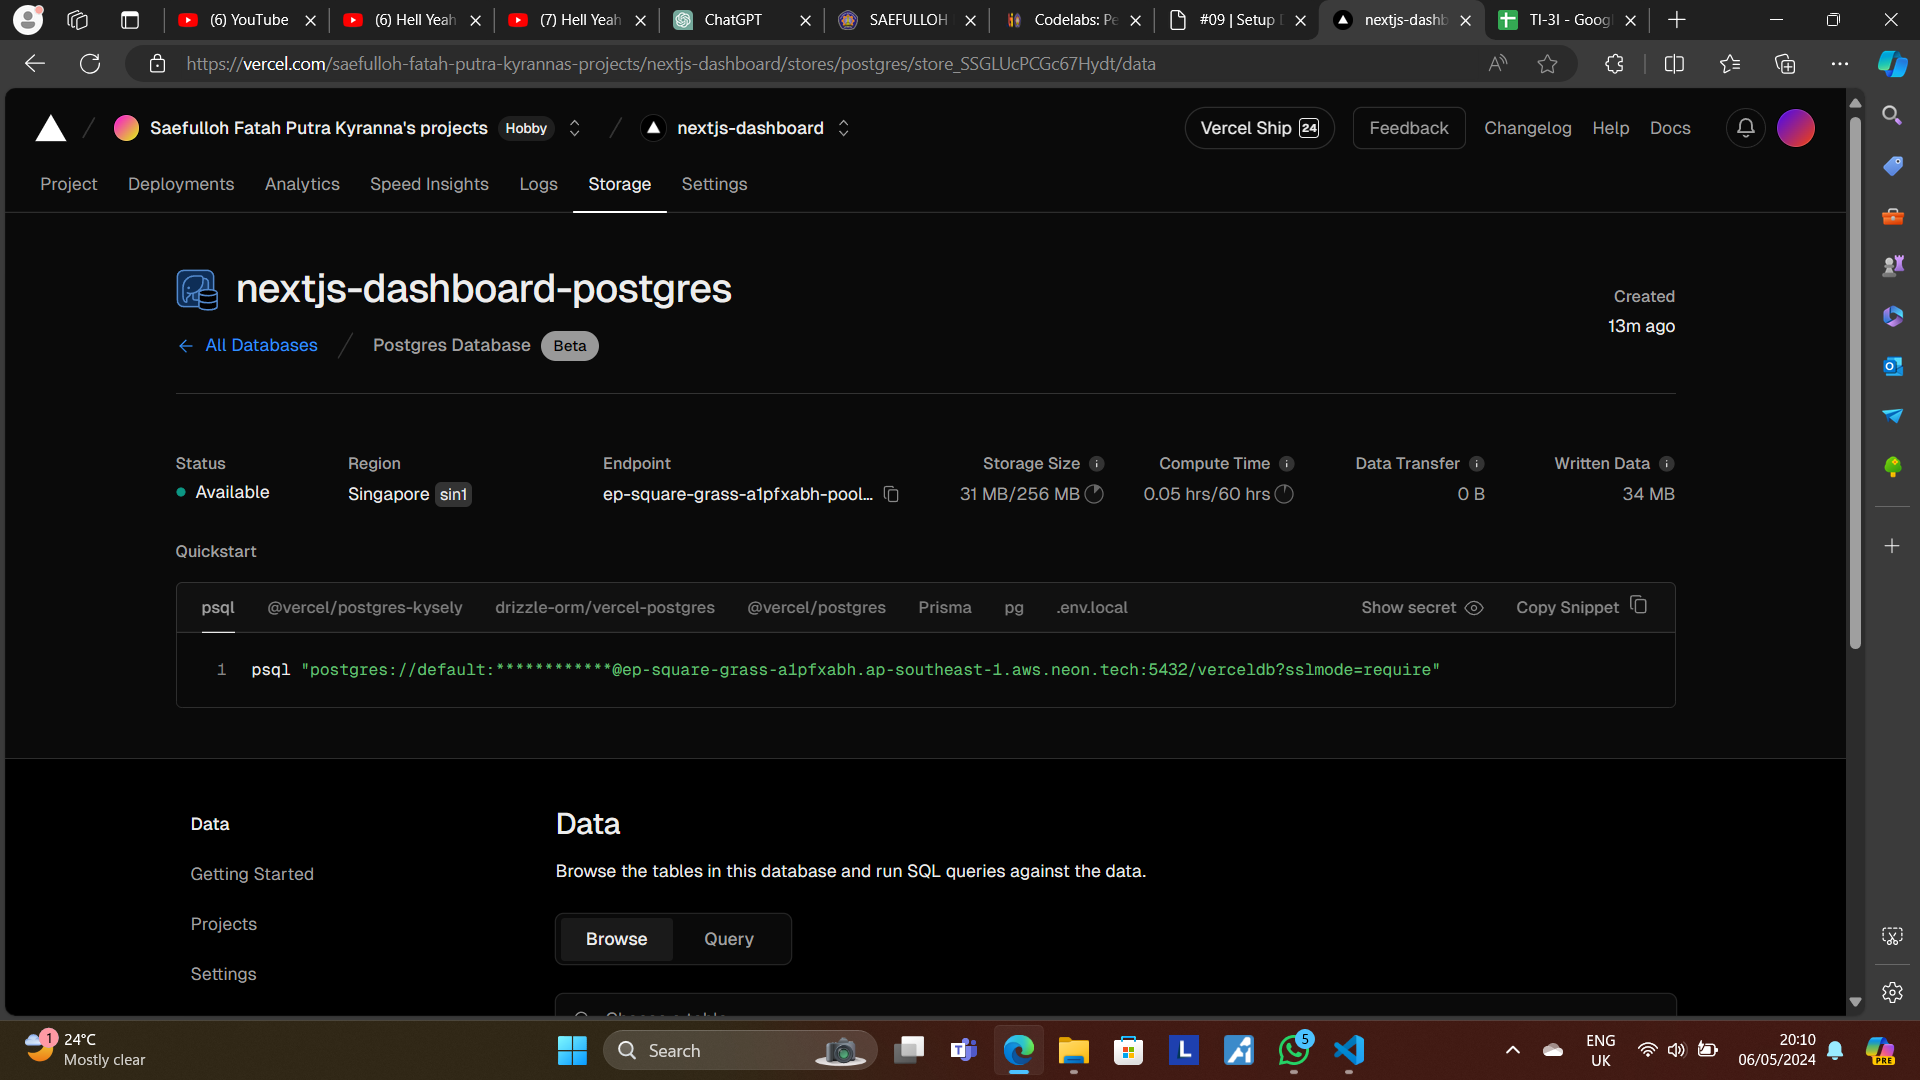 (6) YouTube
(6) Hell Yeah
(7) Hell Yeah
ChatGPT
SAEFULLOH
Codelabs: Pe
#09 | Setup
nextjs-dashb
TI-3I - Goog
https://vercel.com/saefulloh-fatah-putra-kyrannas-projects/nextjs-dashboard/stores/postgres/store_SSGLUcPCGc67Hydt/data
Saefulloh Fatah Putra Kyranna's projects Hobby
nextjs-dashboard
Vercel Ship 24
Feedback
Changelog
Help
Docs
Project
Deployments
Analytics
Speed Insights
Logs
Storage
Settings
nextjs-dashboard-postgres
Created
13m ago
← All Databases
Postgres Database Beta
Status
Region
Endpoint
Storage Size
Compute Time
Data Transfer
Written Data
Available
Singapore sin1
ep-square-grass-a1pfxabh-pool...
31 MB/256 MB
0.05 hrs/60 hrs
0 B
34 MB
Quickstart
psql
@vercel/postgres-kysely
drizzle-orm/vercel-postgres
@vercel/postgres
Prisma
pg
.env.local
Show secret
Copy Snippet
1 psql "postgres://default:************@ep-square-grass-a1pfxabh.ap-southeast-1.aws.neon.tech:5432/verceldb?sslmode=require"
Data
Getting Started
Projects
Settings
Data
Browse the tables in this database and run SQL queries against the data.
Browse
Query
1
24°C
Mostly clear
Search
5
ENG
UK
20:10
06/05/2024
PRE